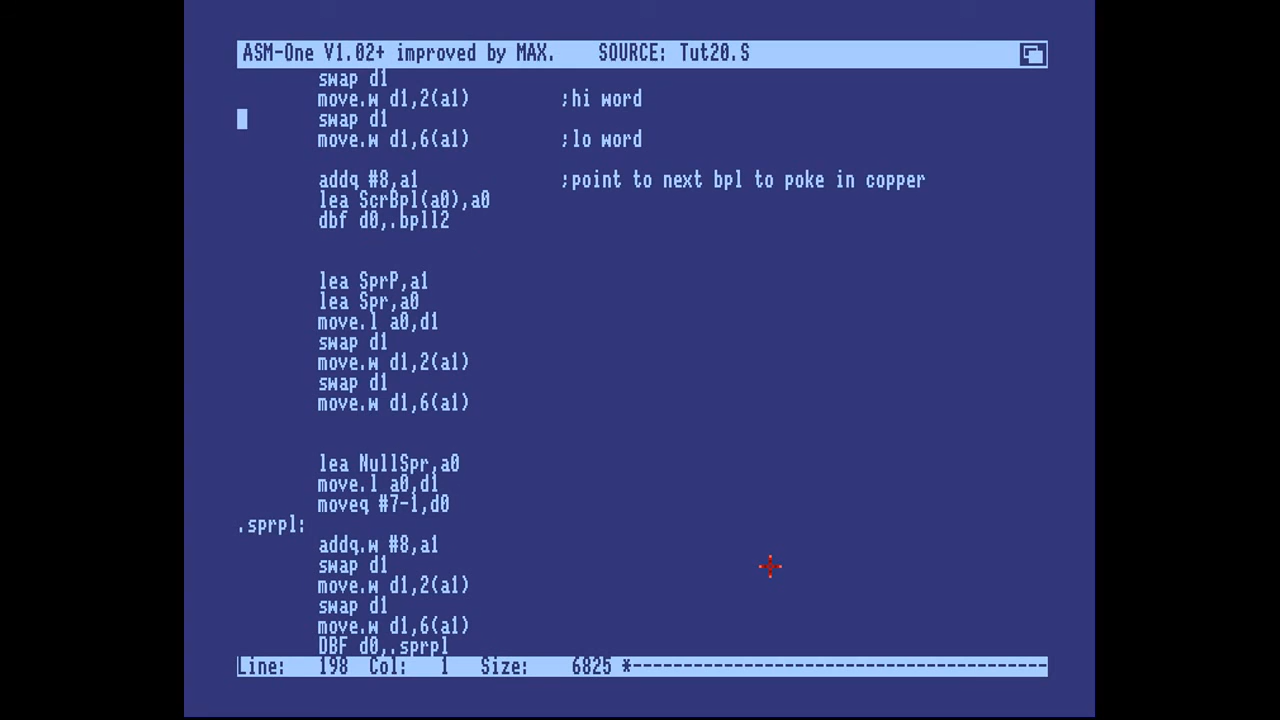 ASM-One V1.02+ improved by MAX. SOURCE: Tut20.S
swap d1
move.w d1,2(a1) ;hi word
swap d1
move.w d1,6(a1) ;lo word
addq #8,a1 ;point to next bpl to poke in copper
lea ScrBpl(a0),a0
dbf d0,.bpll2
lea SprP,a1
lea Spr,a0
move.l a0,d1
swap d1
move.w d1,2(a1)
swap d1
move.w d1,6(a1)
lea NullSpr,a0
move.l a0,d1
moveq #7-1,d0
.sprpl:
addq.w #8,a1
swap d1
move.w d1,2(a1)
swap d1
move.w d1,6(a1)
DBF d0,.sprpl
Line: 198 Col: 1 Size: 6825 *-----------------------------------------